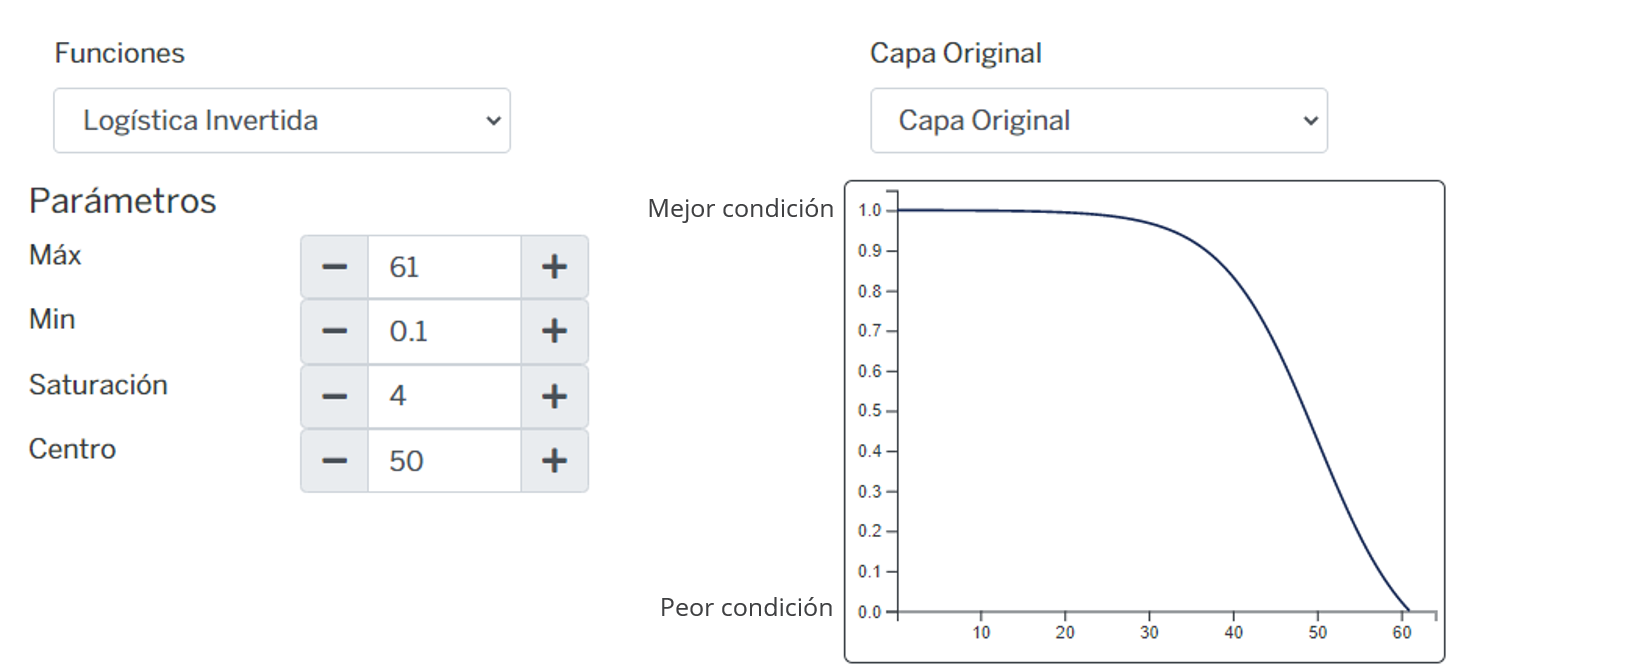 Funciones
Logística Invertida
Parámetros
Máx
61
Min
0.1
Saturación
4
Centro
50
Capa Original
Capa Original
Mejor condición
Peor condición
1.0
0.9
0.8
0.7
0.6
0.5
0.4
0.3
0.2
0.1
0.0
10 20 30 40 50 60